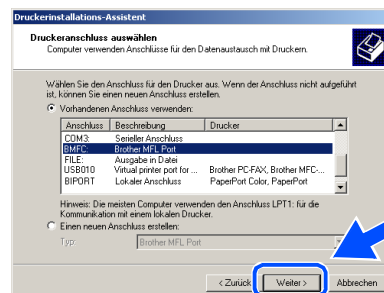 Druckerinstallations-Assistent
Druckeranschluss auswählen
Computer verwenden Anschlüsse für den Datenaustausch mit Druckern.
Wählen Sie den Anschluss für den Drucker aus. Wenn der Anschluss nicht aufgeführt
ist, können Sie einen neuen Anschluss erstellen.
Vorhandenen Anschluss verwenden:
Anschluss Beschreibung Drucker
COM3: Serieller Anschluss
BMFC: Brother MFL Port
FILE: Ausgabe in Datei
USB010 Virtual printer port for ... Brother PC-FAX, Brother MFC-...
BIPORT Lokaler Anschluss PaperPort Color, PaperPort
Hinweis: Die meisten Computer verwenden den Anschluss LPT1: für die
Kommunikation mit einem lokalen Drucker.
Einen neuen Anschluss erstellen:
Typ: Brother MFL Port
< Zurück Weiter > Abbrechen